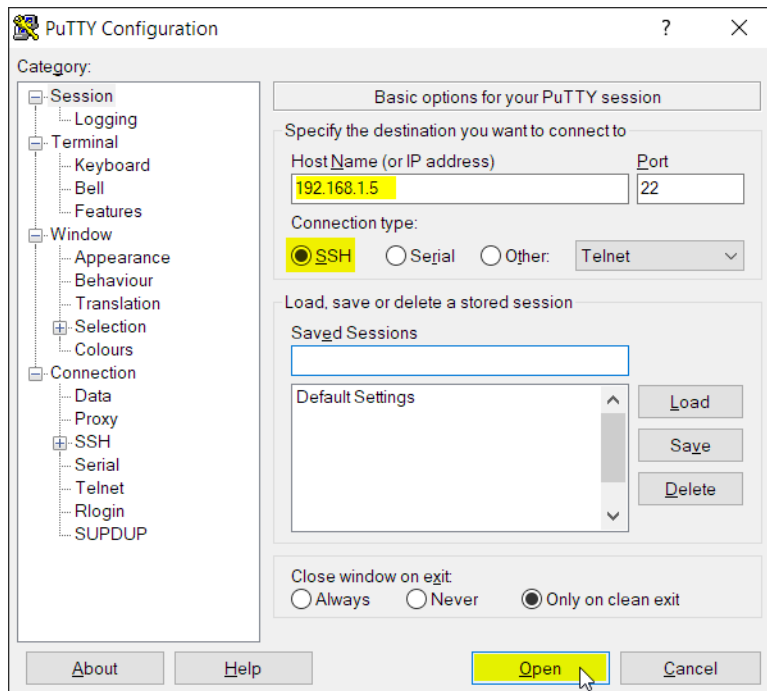 PuTTY Configuration
?
Category:
Session
Logging
Terminal
Keyboard
Bell
Features
Window
Appearance
Behaviour
Translation
Selection
Colours
Connection
Data
Proxy
SSH
Serial
Telnet
Rlogin
SUPDUP
Basic options for your PuTTY session
Specify the destination you want to connect to
Host Name (or IP address) Port
192.168.1.5 22
Connection type:
SSH Serial Other: Telnet
Load, save or delete a stored session
Saved Sessions
Default Settings
Load
Save
Delete
Close window on exit:
Always Never Only on clean exit
About Help Open Cancel